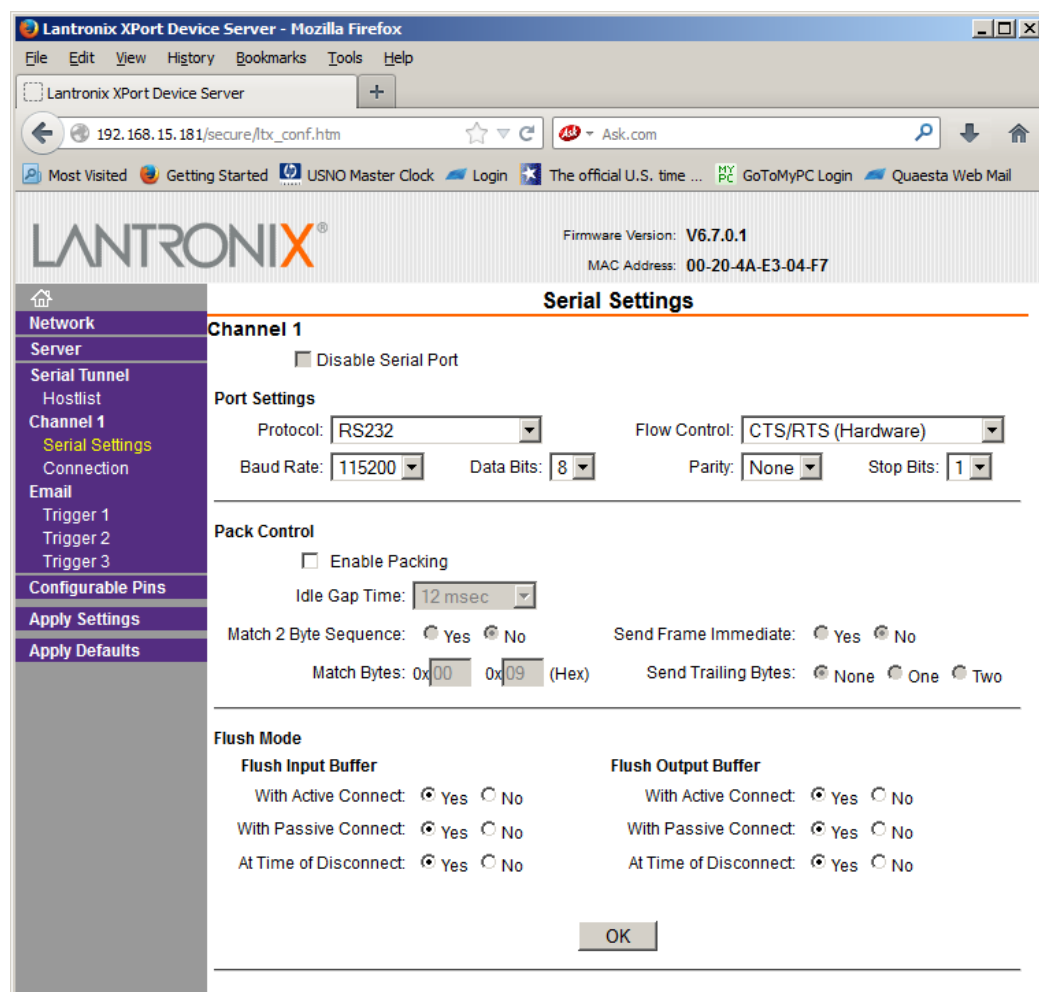 Lantronix XPort Device Server - Mozilla Firefox
File Edit View History Bookmarks Tools Help
Lantronix XPort Device Server +
192.168.15.181/secure/ltx_conf.htm Ask.com
Most Visited Getting Started USNO Master Clock Login The official U.S. time ... MY PC GoToMyPC Login Quaesta Web Mail
LANTRONIX®
Firmware Version: V6.7.0.1
MAC Address: 00-20-4A-E3-04-F7
Network
Server
Serial Tunnel
Hostlist
Channel 1
Serial Settings
Connection
Email
Trigger 1
Trigger 2
Trigger 3
Configurable Pins
Apply Settings
Apply Defaults
Serial Settings
Channel 1
Disable Serial Port
Port Settings
Protocol: RS232 Flow Control: CTS/RTS (Hardware)
Baud Rate: 115200 Data Bits: 8 Parity: None Stop Bits: 1
Pack Control
Enable Packing
Idle Gap Time: 12 msec
Match 2 Byte Sequence: Yes No Send Frame Immediate: Yes No
Match Bytes: 0x00 0x09 (Hex) Send Trailing Bytes: None One Two
Flush Mode
Flush Input Buffer Flush Output Buffer
With Active Connect: Yes No With Active Connect: Yes No
With Passive Connect: Yes No With Passive Connect: Yes No
At Time of Disconnect: Yes No At Time of Disconnect: Yes No
OK